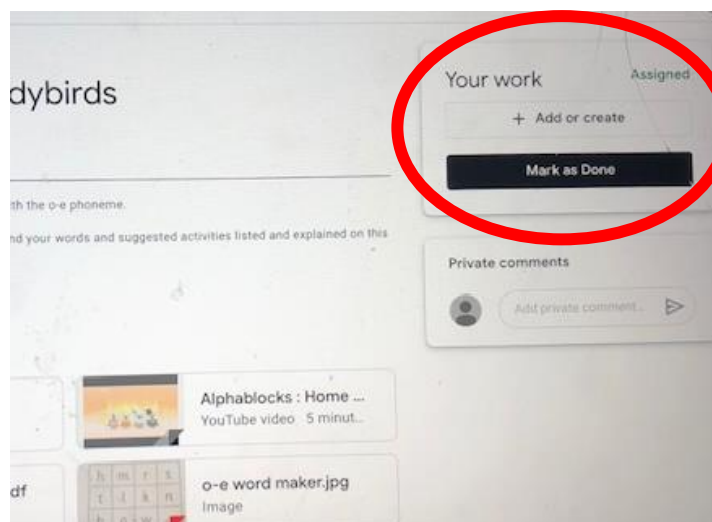 dybirds
Your work
Assigned
+ Add or create
Mark as Done
th the o-e phoneme.
nd your words and suggested activities listed and explained on this
Private comments
Add private comment...
Alphablocks : Home ...
YouTube video 5 minut...
df
h m r s
t l k n
b o w
o-e word maker.jpg
Image